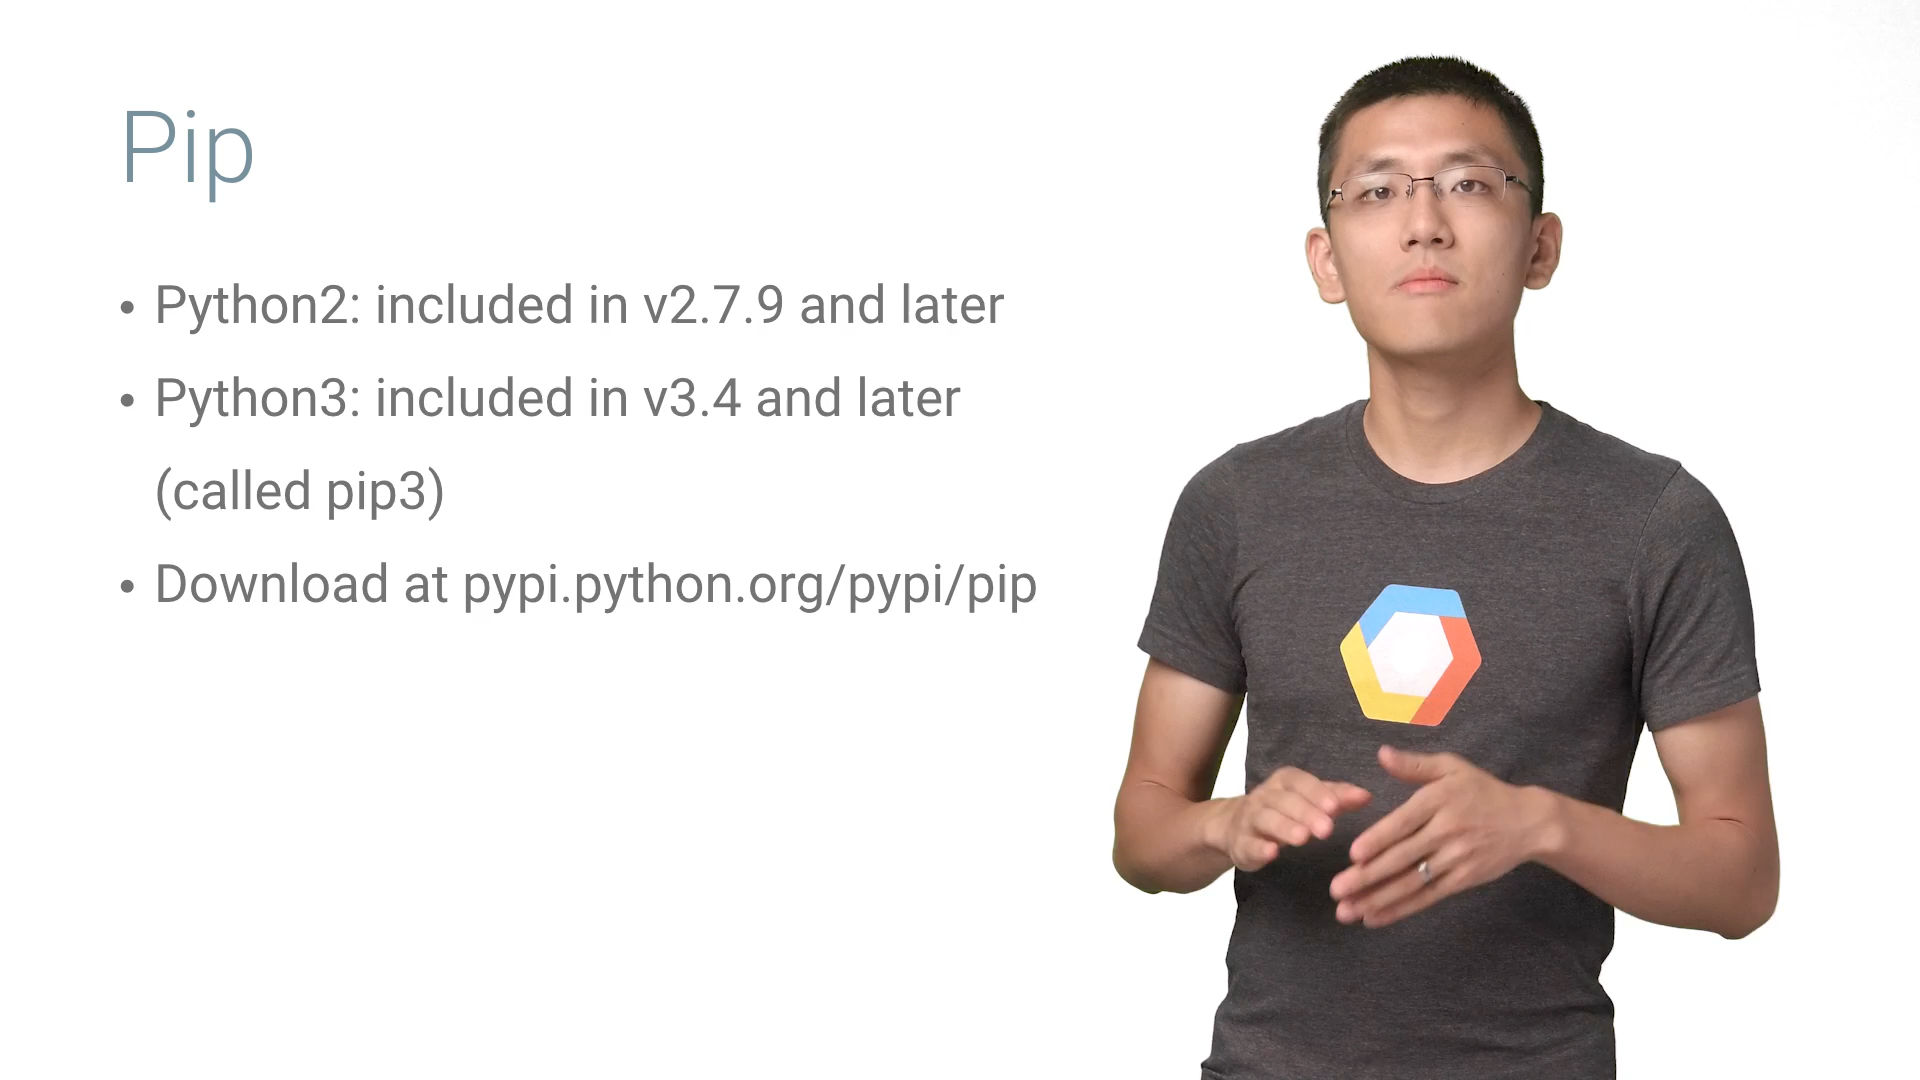 Pip
• Python2: included in v2.7.9 and later
• Python3: included in v3.4 and later
(called pip3)
• Download at pypi.python.org/pypi/pip